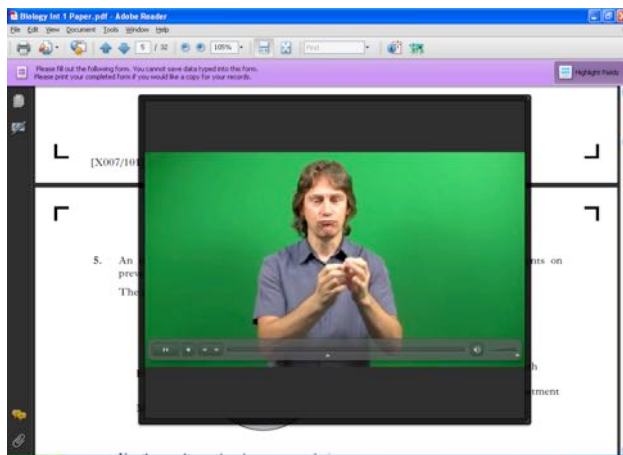 Biology Int 1 Paper.pdf - Adobe Reader
File Edit View Document Tools Window Help
5 / 32 105% Find
Please fill out the following form. You cannot save data typed into this form.
Please print your completed form if you would like a copy for your records.
Highlight Fields
[X007/101
5. An
nts on
prev
The
h
tment